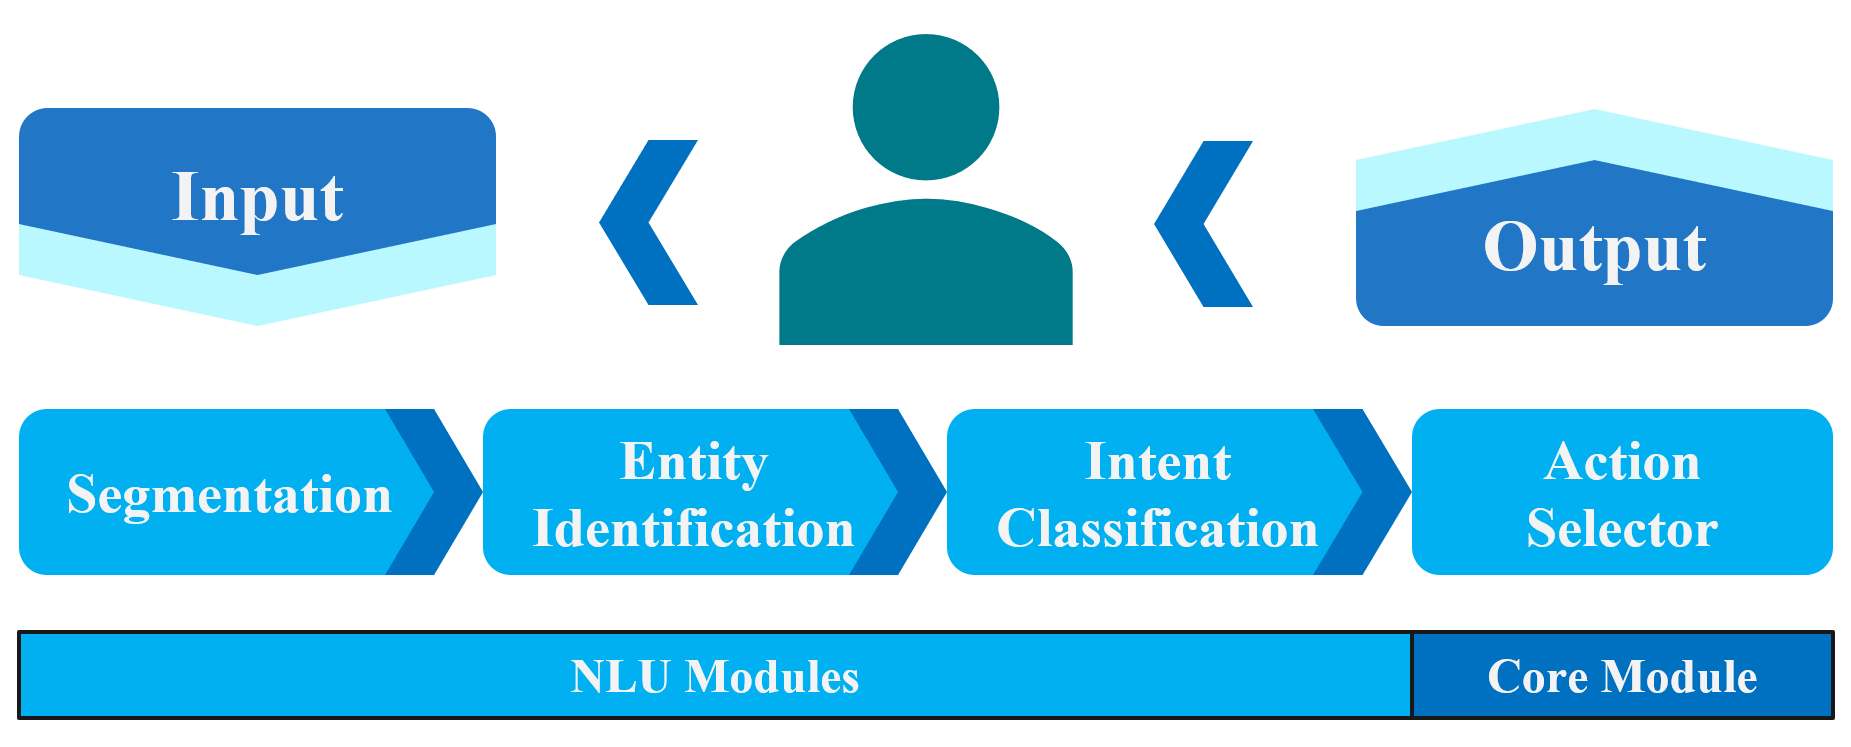 Input
Output
Segmentation
Entity
Identification
Intent
Classification
Action
Selector
NLU Modules
Core Module